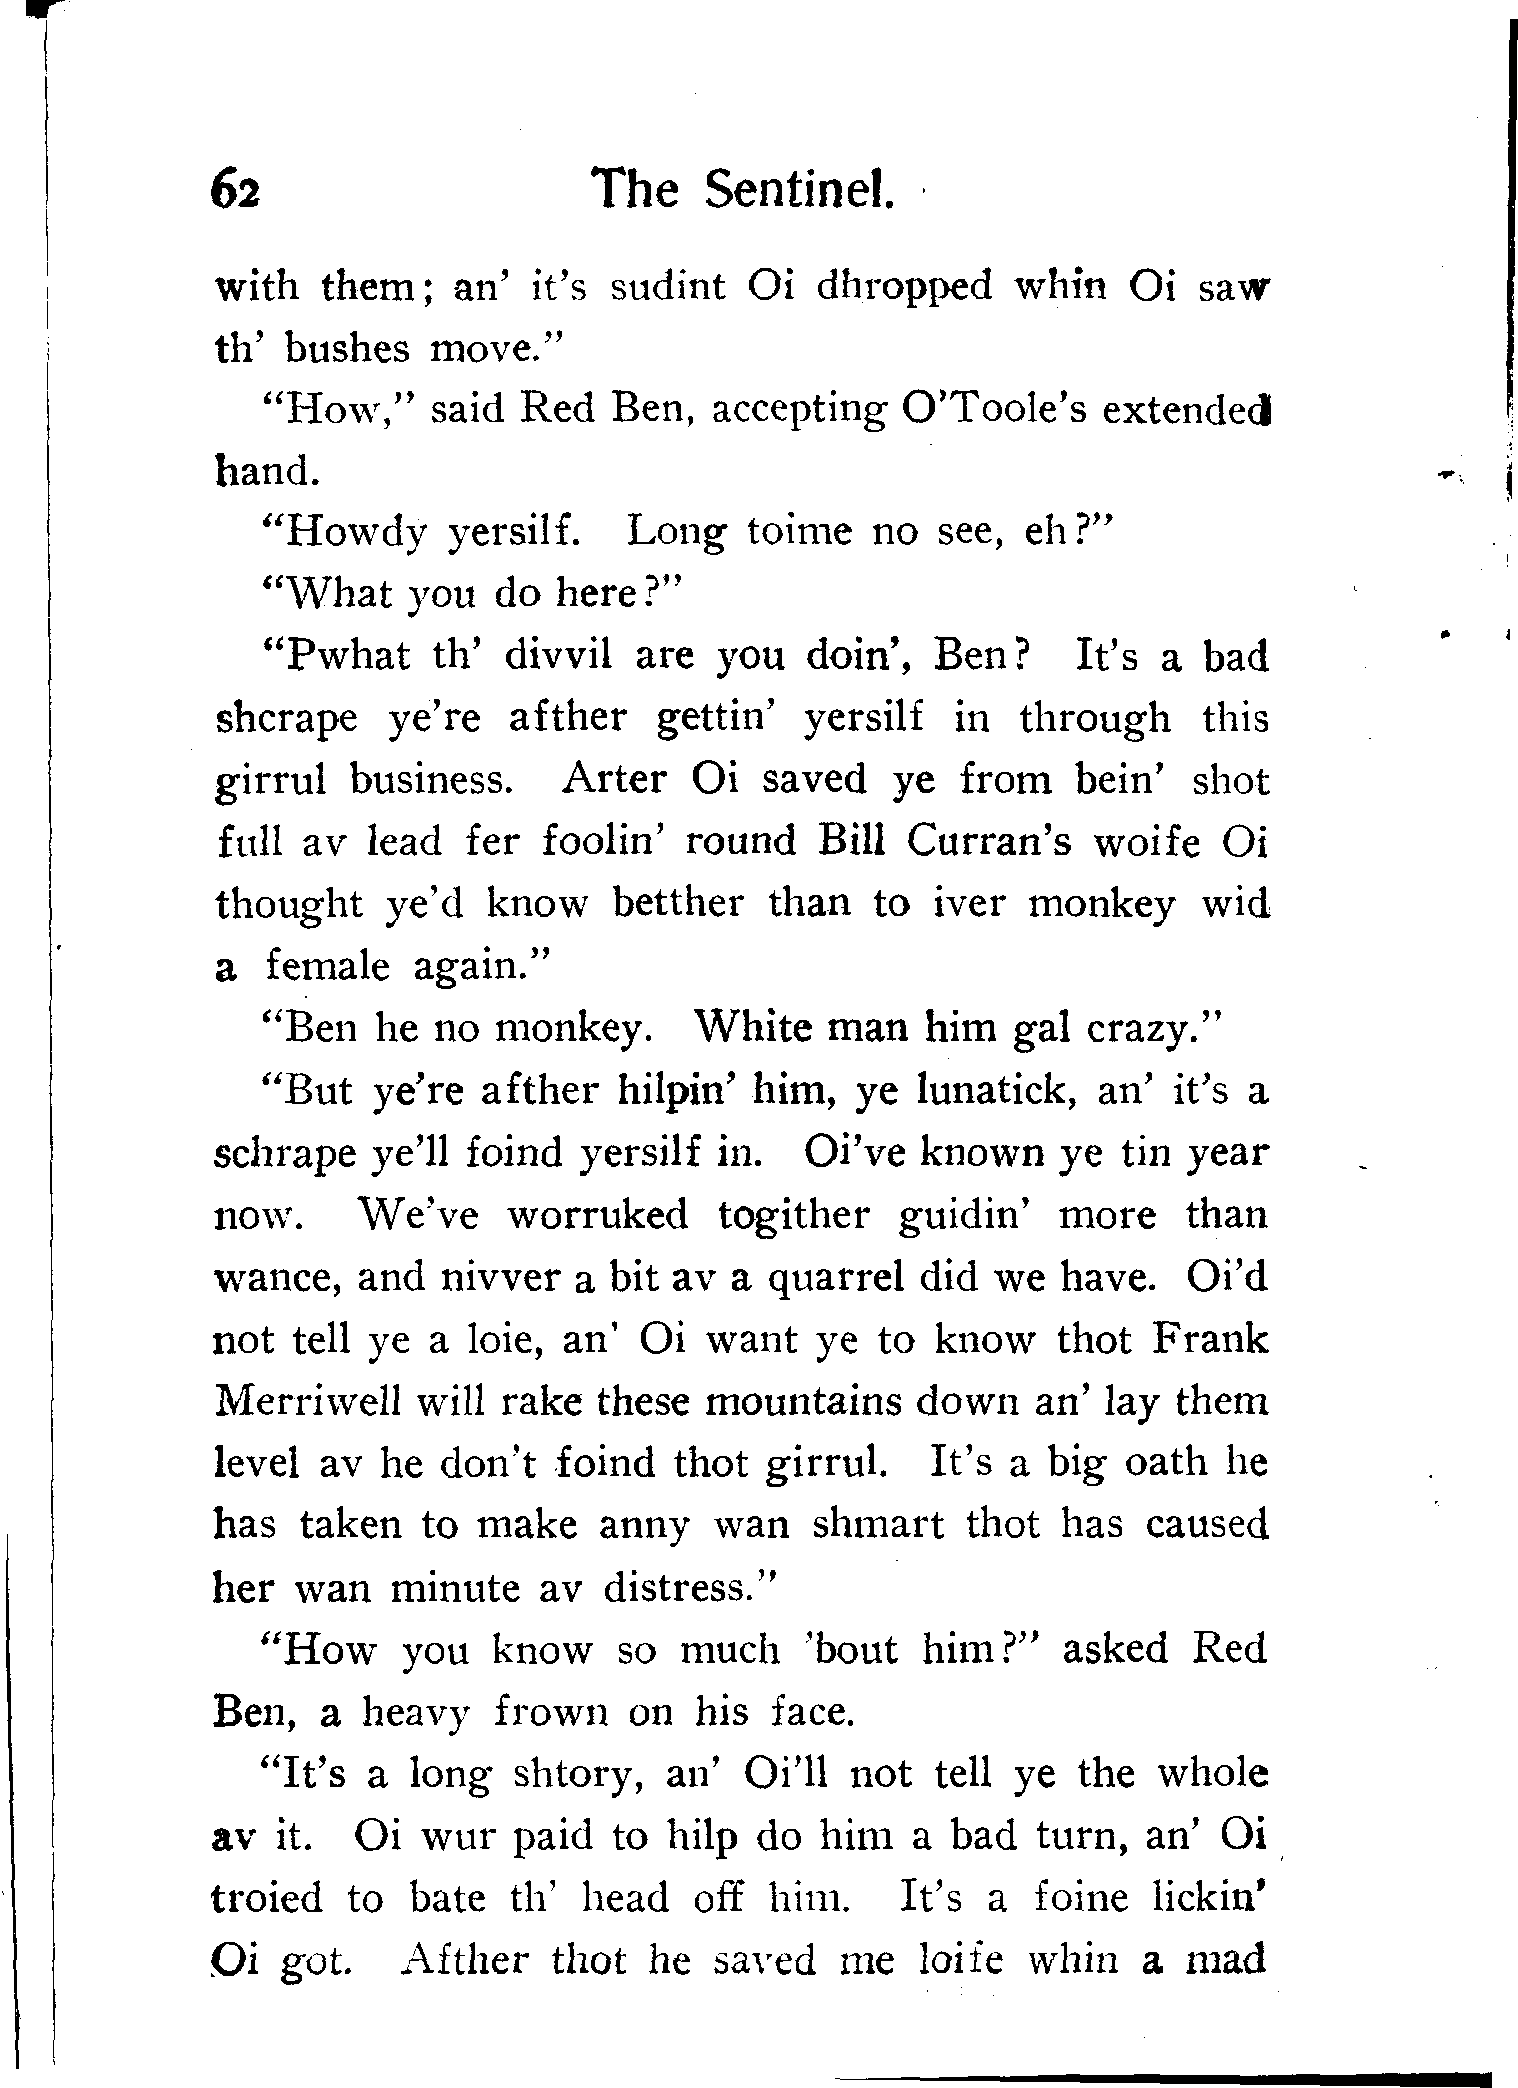 62 The Sentinel.
with them; an' it's sudint Oi dhropped whin Oi saw
th' bushes move."
"How," said Red Ben, accepting O'Toole's extended
hand.
"Howdy yersilf. Long toime no see, eh?"
"What you do here?"
"Pwhat th' divvil are you doin', Ben? It's a bad
shcrape ye're afther gettin' yersilf in through this
girrul business. Arter Oi saved ye from bein' shot
full av lead fer foolin' round Bill Curran's woife Oi
thought ye'd know betther than to iver monkey wid
a female again."
"Ben he no monkey. White man him gal crazy."
"But ye're afther hilpin' him, ye lunatick, an' it's a
schrape ye'll foind yersilf in. Oi've known ye tin year
now. We've worruked togither guidin' more than
wance, and nivver a bit av a quarrel did we have. Oi'd
not tell ye a loie, an' Oi want ye to know thot Frank
Merriwell will rake these mountains down an' lay them
level av he don't foind thot girrul. It's a big oath he
has taken to make anny wan shmart thot has caused
her wan minute av distress."
"How you know so much 'bout him?" asked Red
Ben, a heavy frown on his face.
"It's a long shtory, an' Oi'll not tell ye the whole
av it. Oi wur paid to hilp do him a bad turn, an' Oi
troied to bate th' head off him. It's a foine lickin'
Oi got. Afther thot he saved me loife whin a mad